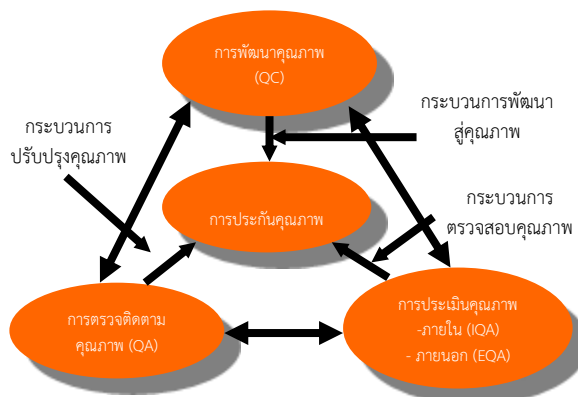 การพัฒนาคุณภาพ
(QC)
กระบวนการพัฒนา
สู่คุณภาพ
กระบวนการ
ปรับปรุงคุณภาพ
การประกันคุณภาพ
กระบวนการ
ตรวจสอบคุณภาพ
การตรวจติดตาม
คุณภาพ (QA)
การประเมินคุณภาพ
-ภายใน (IQA)
- ภายนอก (EQA)